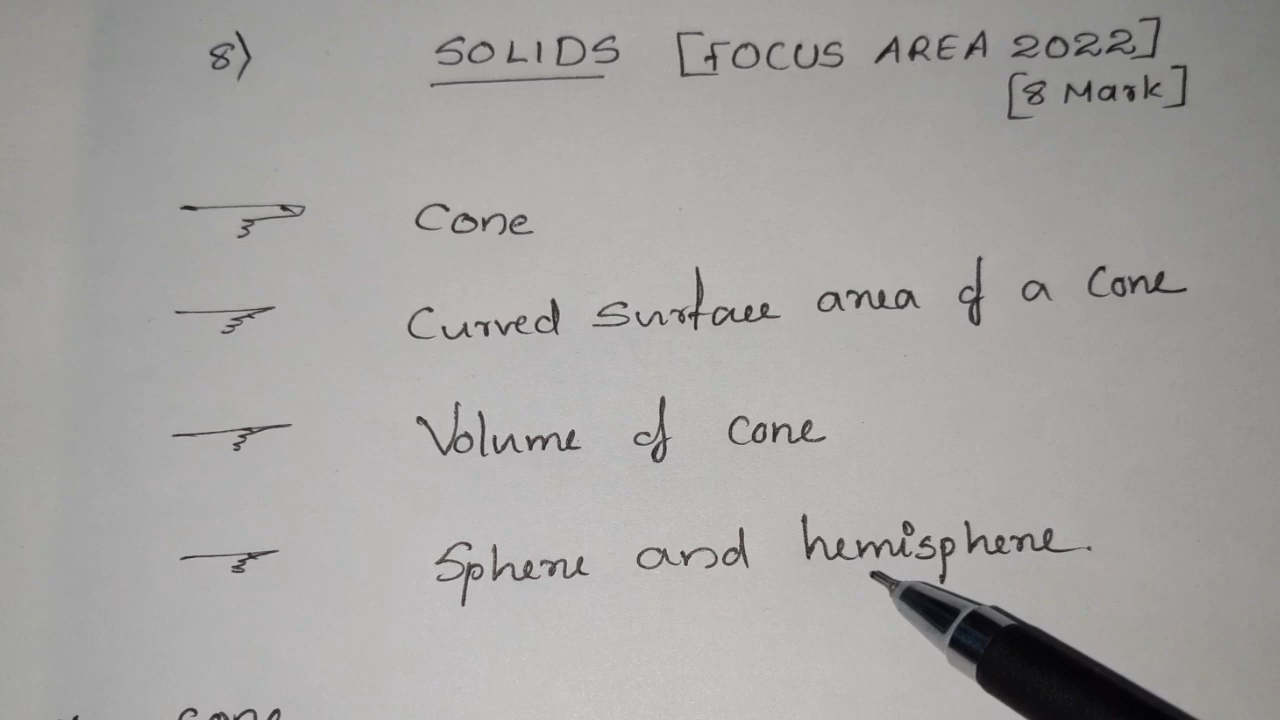 8) SOLIDS [FOCUS AREA 2022]
[8 Mark]
Cone
Curved Surface area of a Cone
Volume of cone
Sphere and hemisphere.
cone